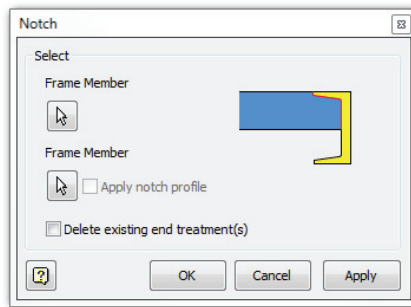 Notch
Select
Frame Member
Frame Member
Apply notch profile
Delete existing end treatment(s)
?
OK
Cancel
Apply